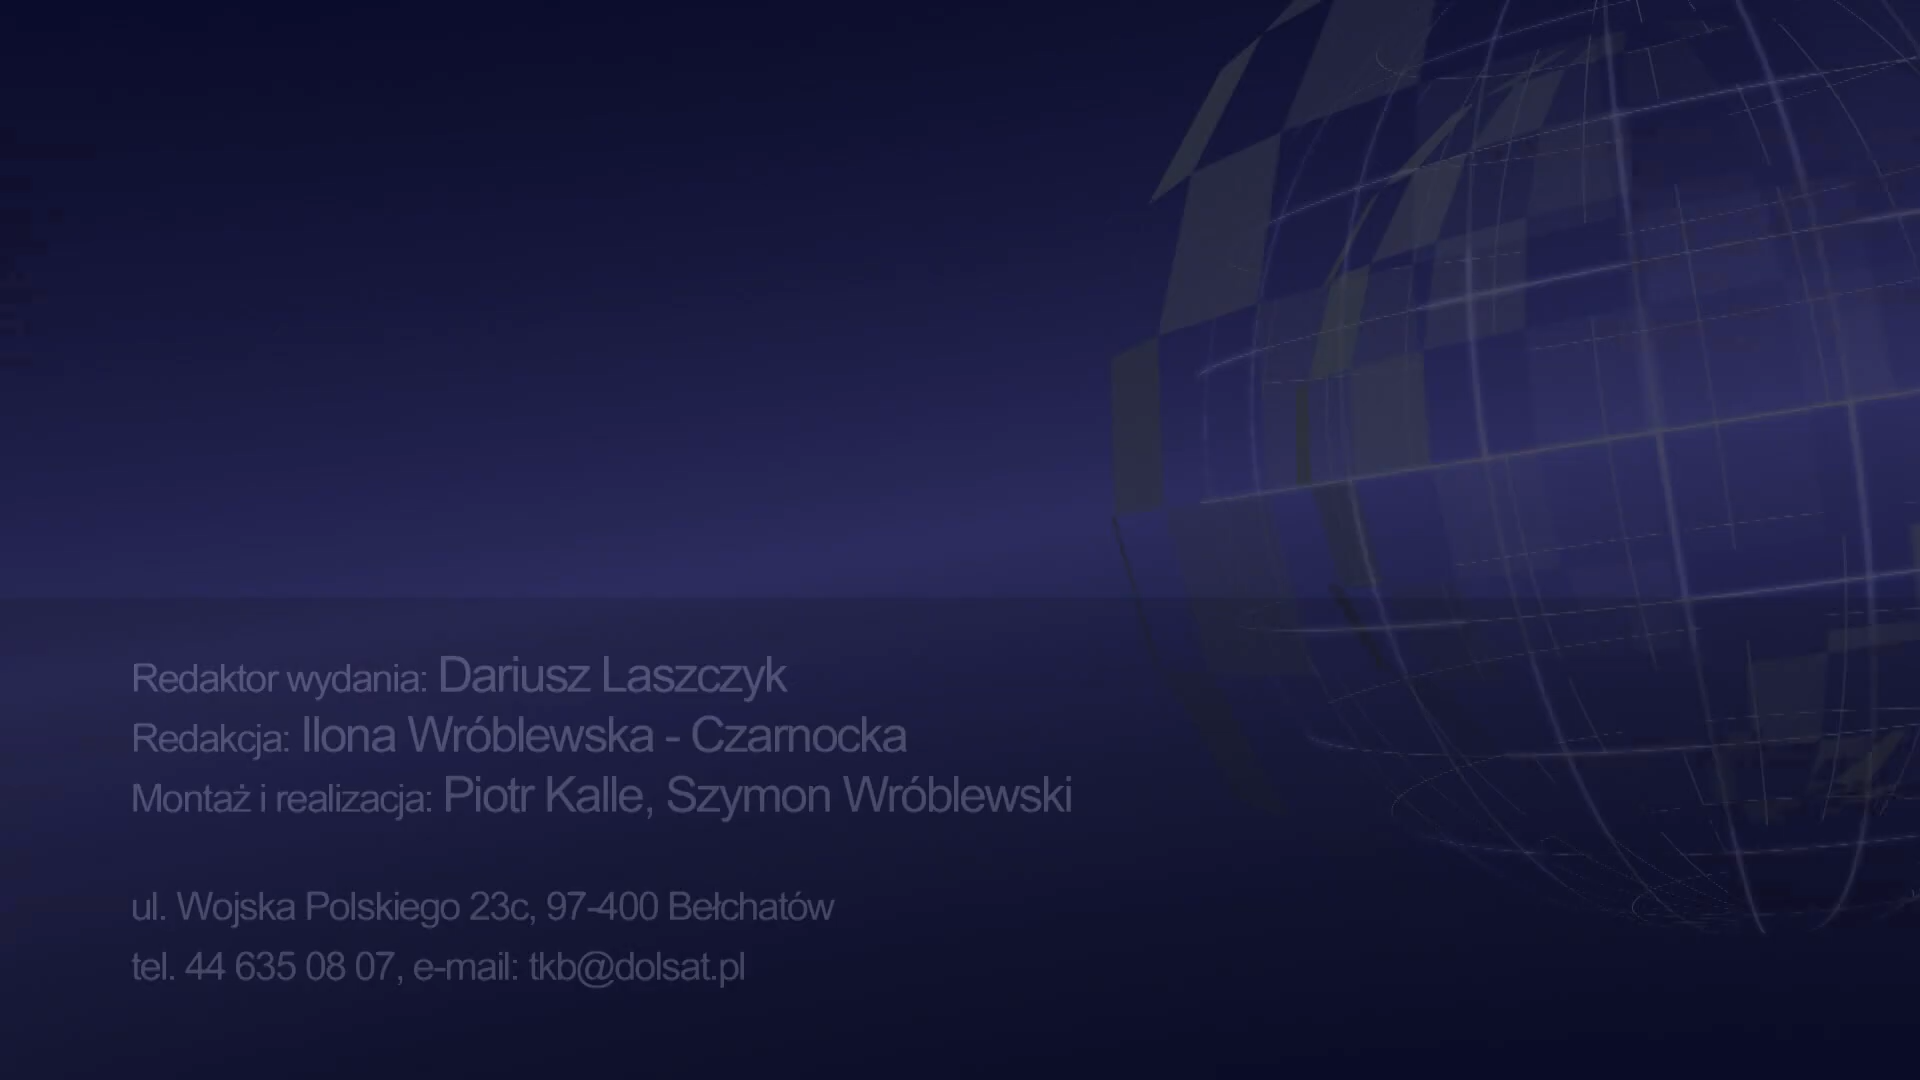 Redaktor wydania: Dariusz Laszczyk
Redakcja: Ilona Wróblewska - Czarnocka
Montaż i realizacja: Piotr Kalle, Szymon Wróblewski
ul. Wojska Polskiego 23c, 97-400 Bełchatów
tel. 44 635 08 07, e-mail: tkb@dolsat.pl